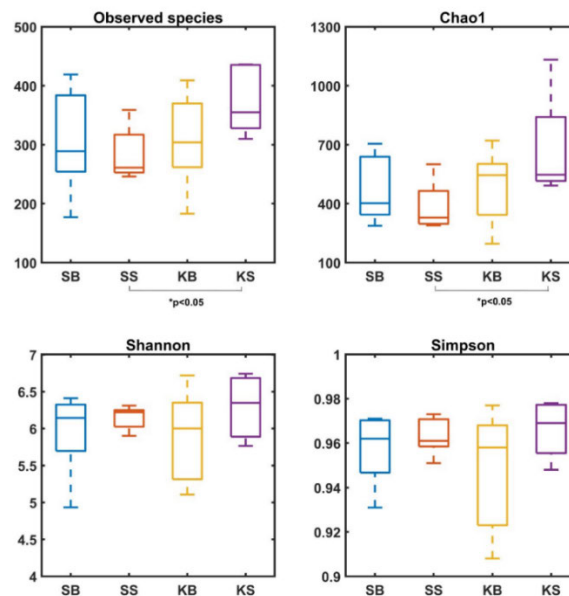 Observed species
500
400
300
200
100
SB SS KB KS
*p<0.05
Chao1
1300
1000
700
400
100
SB SS KB KS
*p<0.05
Shannon
7
6.5
6
5.5
5
4.5
4
SB SS KB KS
Simpson
1
0.98
0.96
0.94
0.92
0.9
SB SS KB KS